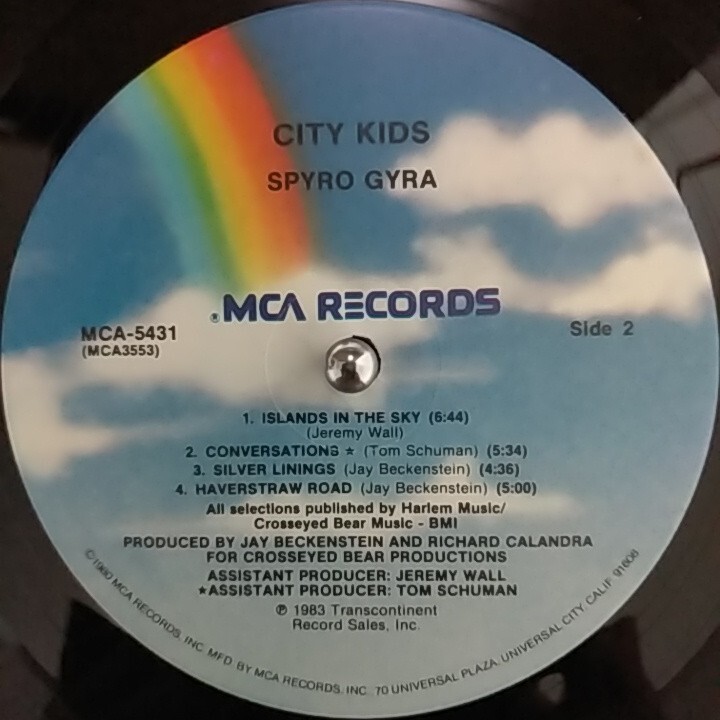 CITY KIDS
SPYRO GYRA
®MCA RECORDS
MCA-5431
(MCA3553)
Side 2
1. ISLANDS IN THE SKY (6:44)
(Jeremy Wall)
2. CONVERSATIONS ★ (Tom Schuman) (5:34)
3. SILVER LININGS (Jay Beckenstein) (4:36)
4. HAVERSTRAW ROAD (Jay Beckenstein) (5:00)
All selections published by Harlem Music/
Crosseyed Bear Music - BMI
PRODUCED BY JAY BECKENSTEIN AND RICHARD CALANDRA
FOR CROSSEYED BEAR PRODUCTIONS
ASSISTANT PRODUCER: JEREMY WALL
★ASSISTANT PRODUCER: TOM SCHUMAN
℗ 1983 Transcontinent
Record Sales, Inc.
©1980 MCA RECORDS, INC. MFD. BY MCA RECORDS, INC. 70 UNIVERSAL PLAZA, UNIVERSAL CITY, CALIF. 91608